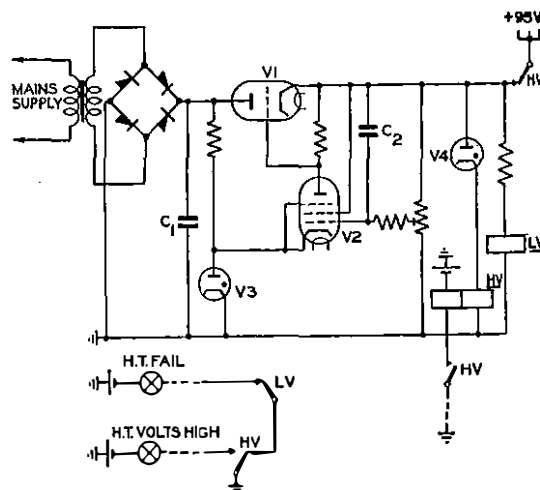 +95V
HV
MAINS
SUPPLY
V1
C1
C2
V2
V3
V4
LV
HV
HV
H.T. FAIL
LV
H.T. VOLTS HIGH
HV